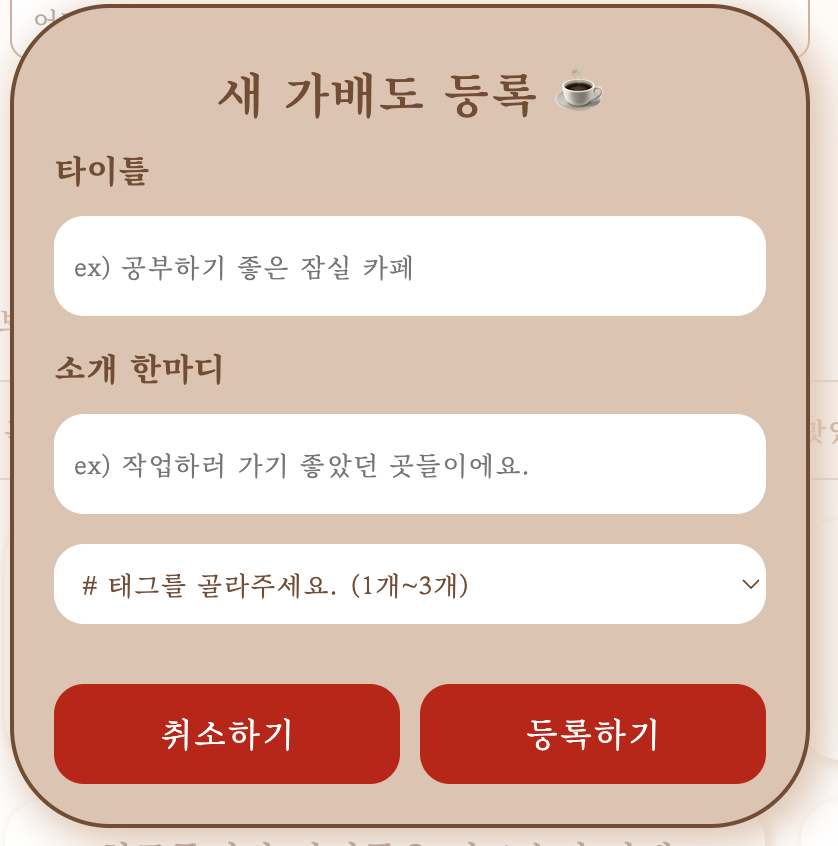 새 가배도 등록
타이틀
ex) 공부하기 좋은 잠실 카페
소개 한마디
ex) 작업하러 가기 좋았던 곳들이에요.
# 태그를 골라주세요. (1개~3개)
취소하기
등록하기